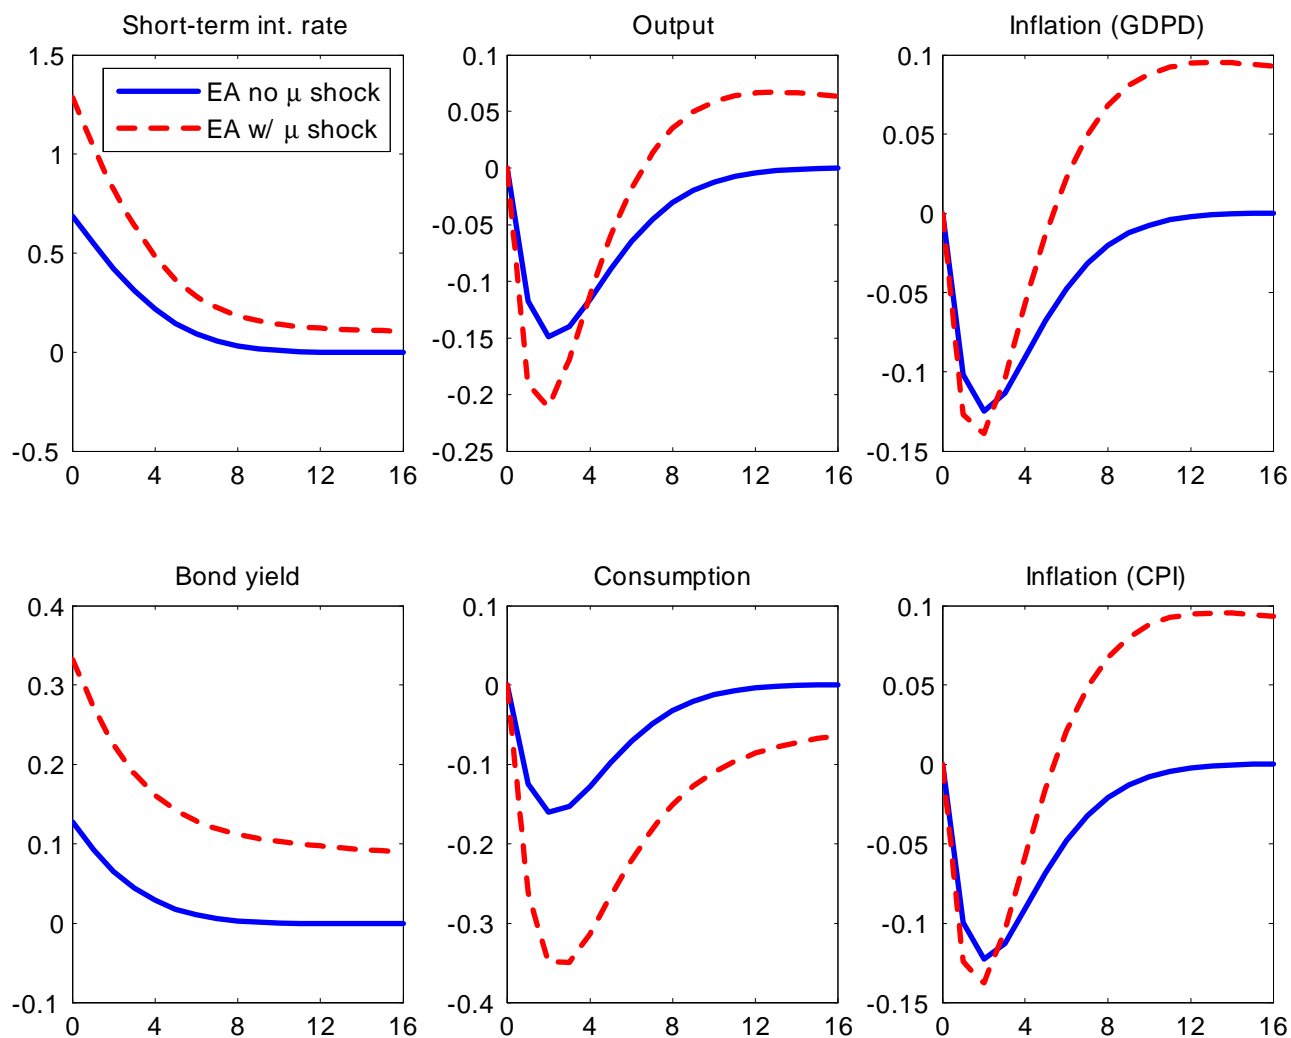 Short-term int. rate
1.5
1
0.5
0
-0.5
0 4 8 12 16
EA no μ shock
EA w/ μ shock
Output
0.1
0.05
0
-0.05
-0.1
-0.15
-0.2
-0.25
0 4 8 12 16
Inflation (GDPD)
0.1
0.05
0
-0.05
-0.1
-0.15
0 4 8 12 16
Bond yield
0.4
0.3
0.2
0.1
0
-0.1
0 4 8 12 16
Consumption
0.1
0
-0.1
-0.2
-0.3
-0.4
0 4 8 12 16
Inflation (CPI)
0.1
0.05
0
-0.05
-0.1
-0.15
0 4 8 12 16